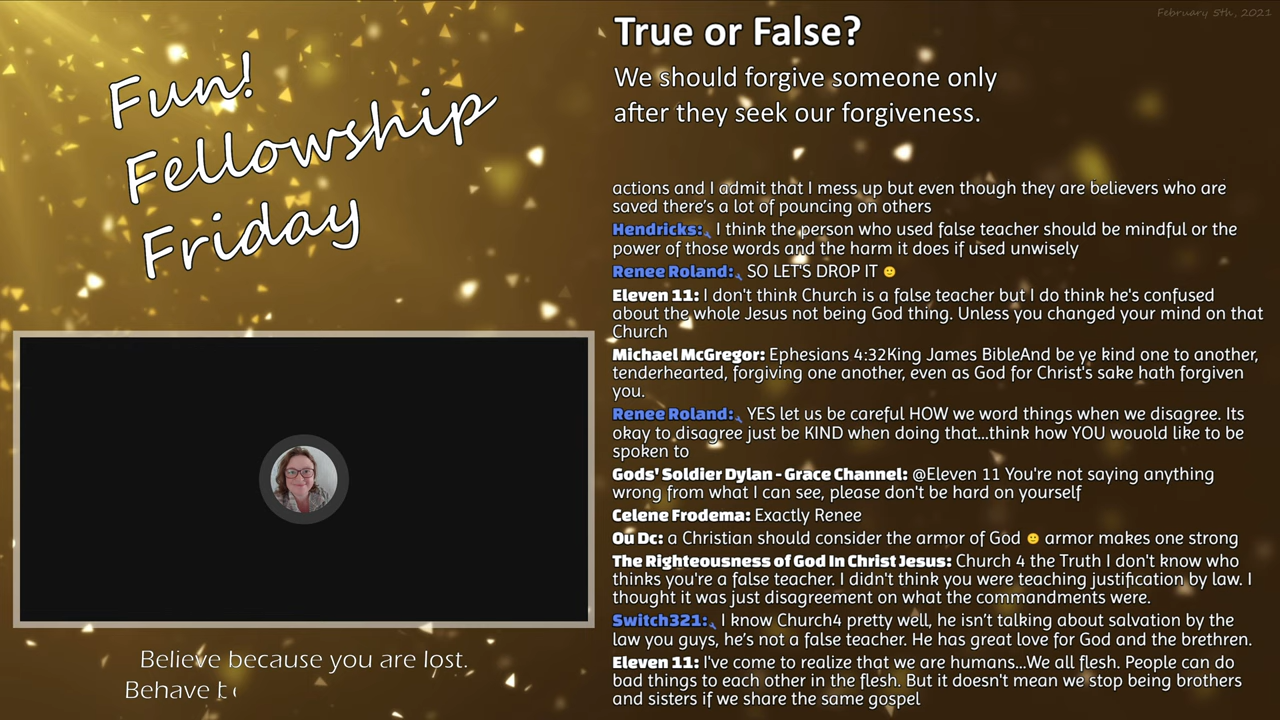 February 5th, 2021
Fun!
Fellowship
Friday
True or False?
We should forgive someone only
after they seek our forgiveness.
actions and I admit that I mess up but even though they are believers who are
saved there's a lot of pouncing on others
Hendricks: I think the person who used false teacher should be mindful or the
power of those words and the harm it does if used unwisely
Renee Roland: SO LET'S DROP IT 🙂
Eleven 11: I don't think Church is a false teacher but I do think he's confused
about the whole Jesus not being God thing. Unless you changed your mind on that
Church
Michael McGregor: Ephesians 4:32King James BibleAnd be ye kind one to another,
tenderhearted, forgiving one another, even as God for Christ's sake hath forgiven
you.
Renee Roland: YES let us be careful HOW we word things when we disagree. Its
okay to disagree just be KIND when doing that...think how YOU wouold like to be
spoken to
Gods' Soldier Dylan - Grace Channel: @Eleven 11 You're not saying anything
wrong from what I can see, please don't be hard on yourself
Celene Frodema: Exactly Renee
Ou Dc: a Christian should consider the armor of God 🙂 armor makes one strong
The Righteousness of God In Christ Jesus: Church 4 the Truth I don't know who
thinks you're a false teacher. I didn't think you were teaching justification by law. I
thought it was just disagreement on what the commandments were.
Switch321: I know Church4 pretty well, he isn't talking about salvation by the
law you guys, he's not a false teacher. He has great love for God and the brethren.
Eleven 11: I've come to realize that we are humans...We all flesh. People can do
bad things to each other in the flesh. But it doesn't mean we stop being brothers
and sisters if we share the same gospel
Believe because you are lost.
Behave